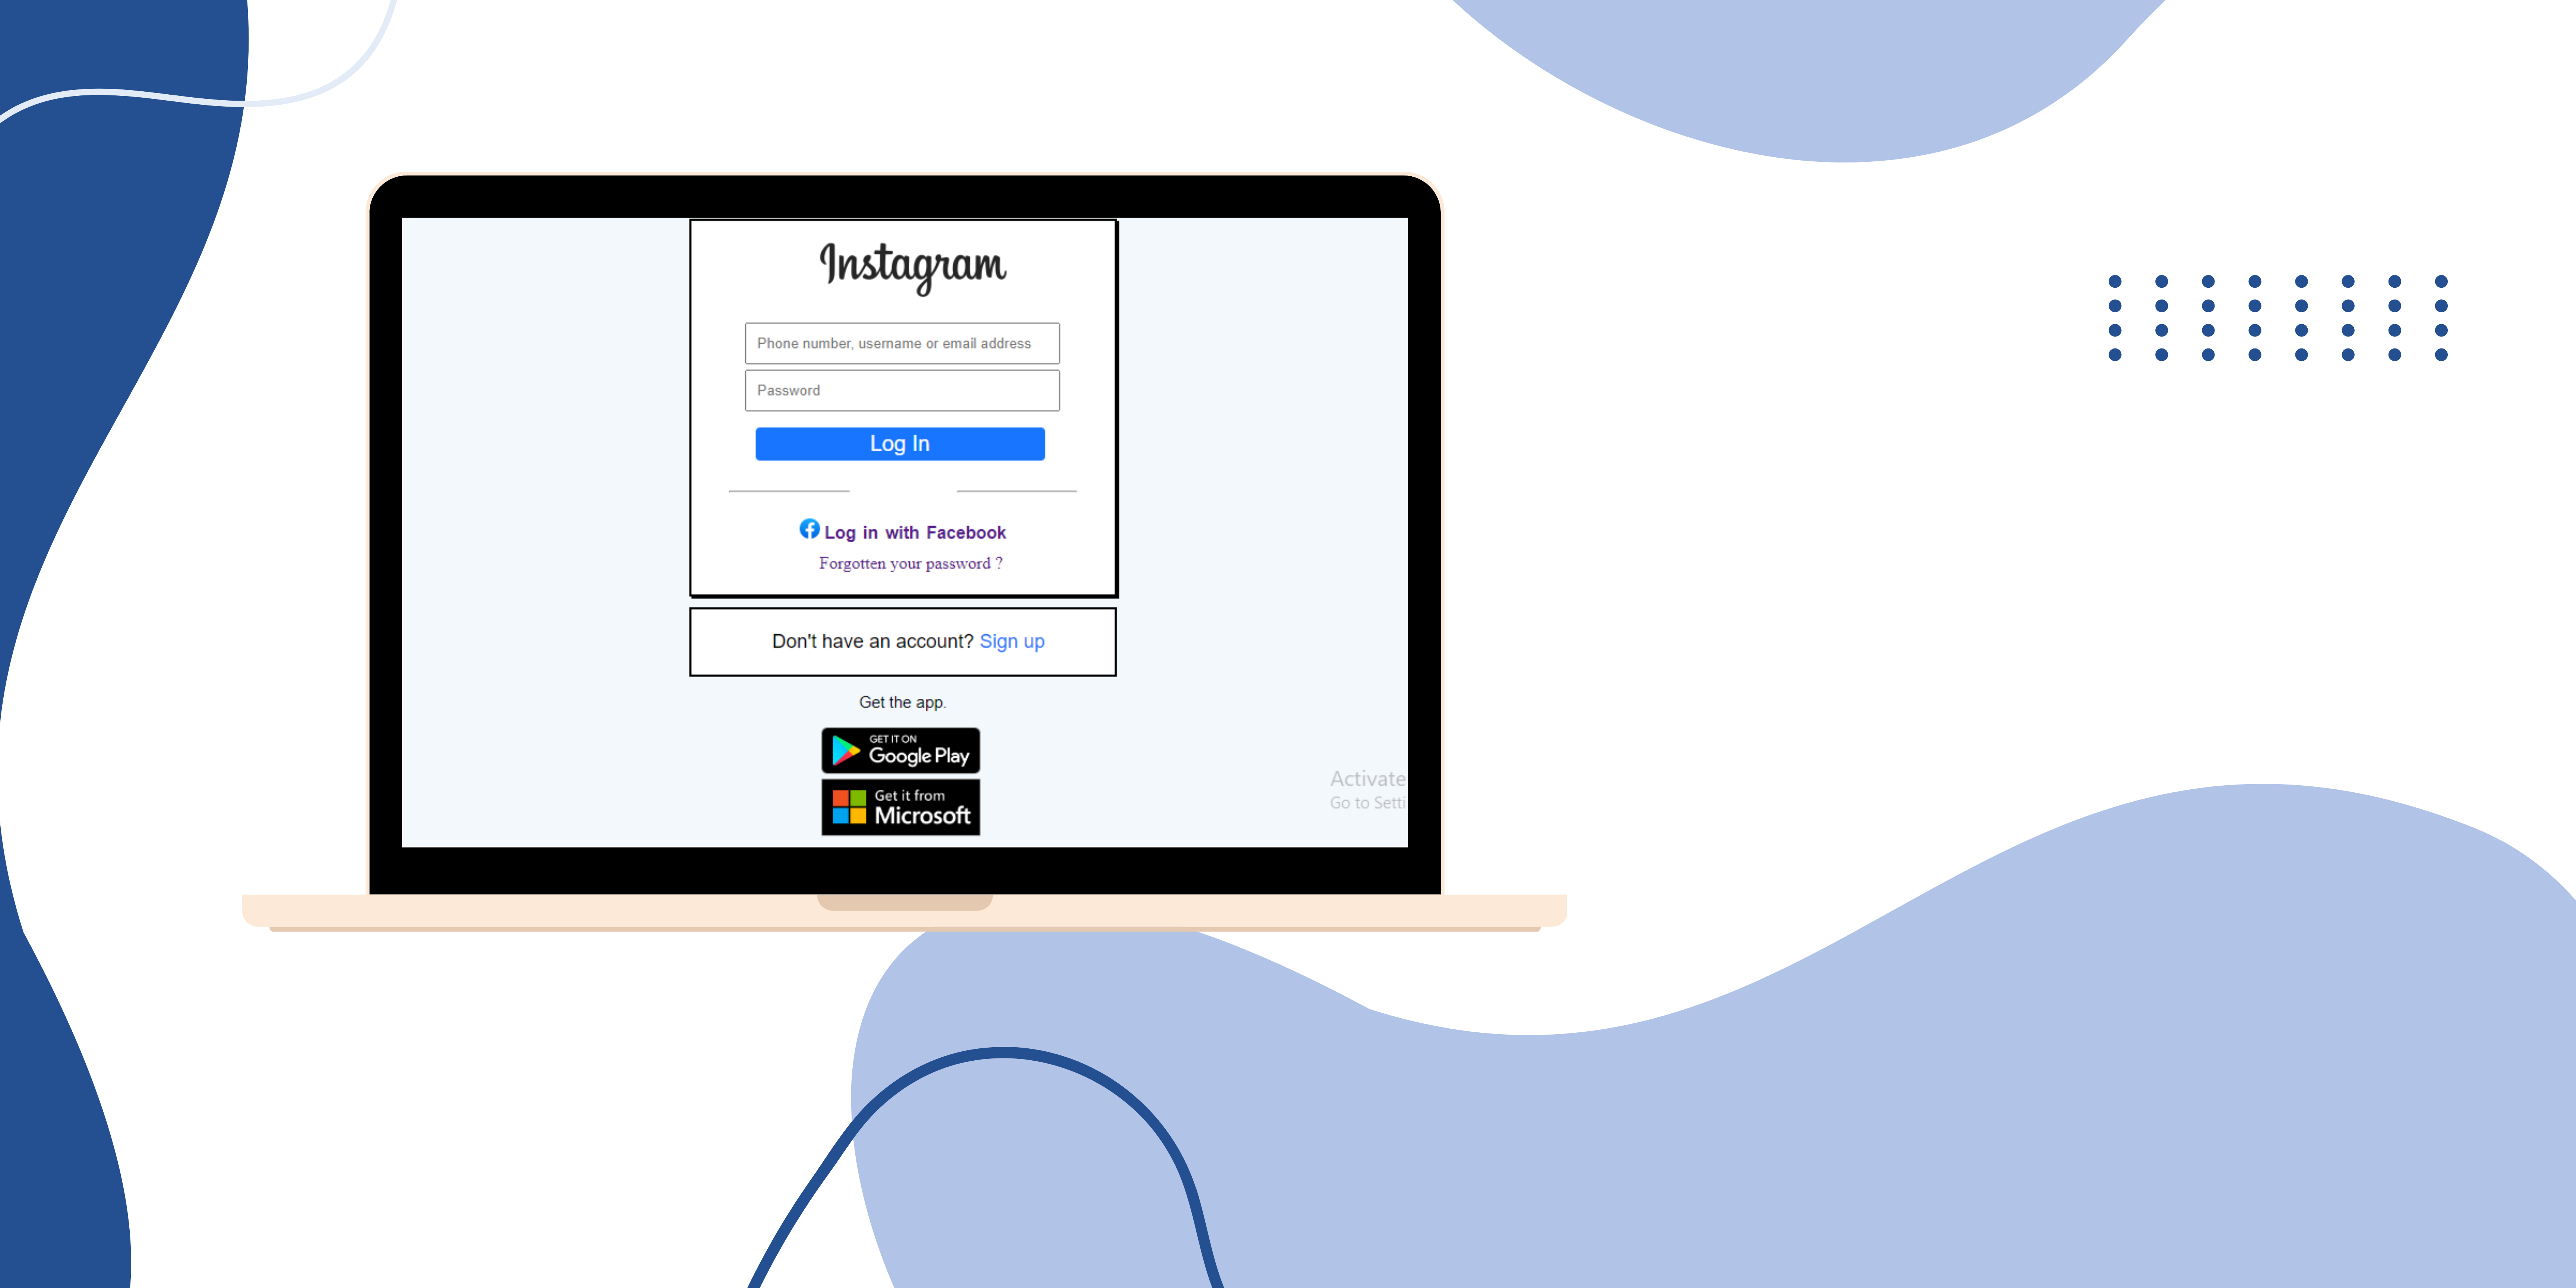 Instagram
Phone number, username or email address
Password
Log In
Log in with Facebook
Forgotten your password ?
Don't have an account? Sign up
Get the app.
GET IT ON
Google Play
Get it from
Microsoft
Activate
Go to Setti